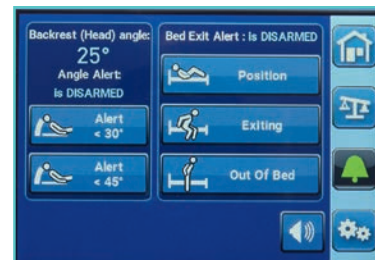 Backrest (Head) angle:
25°
Angle Alert:
is DISARMED
Alert
< 30°
Alert
< 45°
Bed Exit Alert : is DISARMED
Position
Exiting
Out Of Bed